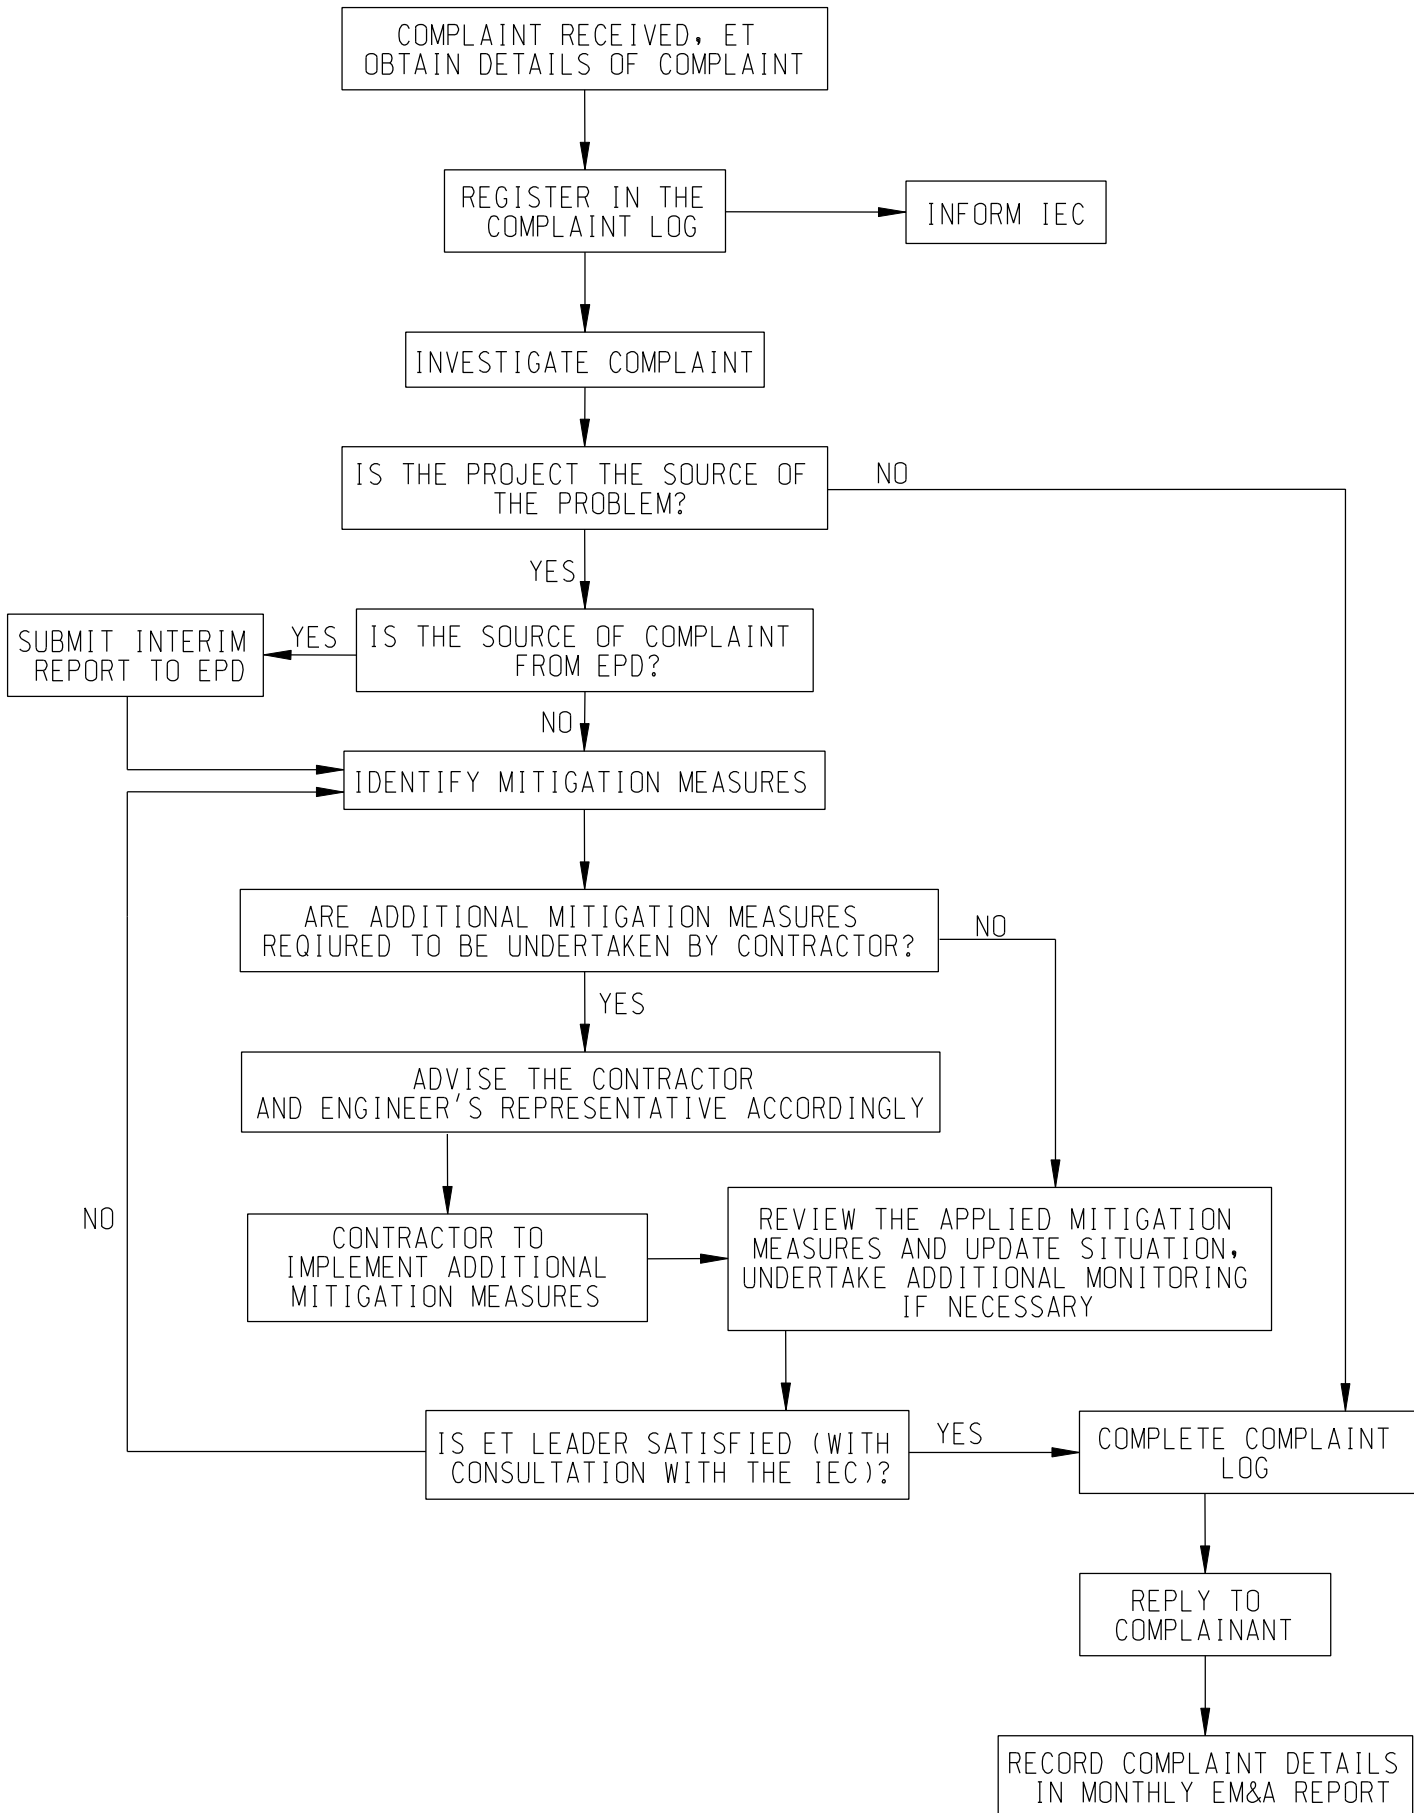 COMPLAINT RECEIVED, ET
OBTAIN DETAILS OF COMPLAINT
REGISTER IN THE
COMPLAINT LOG
INFORM IEC
INVESTIGATE COMPLAINT
IS THE PROJECT THE SOURCE OF
THE PROBLEM?
NO
YES
SUBMIT INTERIM
REPORT TO EPD
YES
IS THE SOURCE OF COMPLAINT
FROM EPD?
NO
IDENTIFY MITIGATION MEASURES
ARE ADDITIONAL MITIGATION MEASURES
REQIURED TO BE UNDERTAKEN BY CONTRACTOR?
NO
YES
ADVISE THE CONTRACTOR
AND ENGINEER'S REPRESENTATIVE ACCORDINGLY
NO
CONTRACTOR TO
IMPLEMENT ADDITIONAL
MITIGATION MEASURES
REVIEW THE APPLIED MITIGATION
MEASURES AND UPDATE SITUATION,
UNDERTAKE ADDITIONAL MONITORING
IF NECESSARY
IS ET LEADER SATISFIED (WITH
CONSULTATION WITH THE IEC)?
YES
COMPLETE COMPLAINT
LOG
REPLY TO
COMPLAINANT
RECORD COMPLAINT DETAILS
IN MONTHLY EM&A REPORT